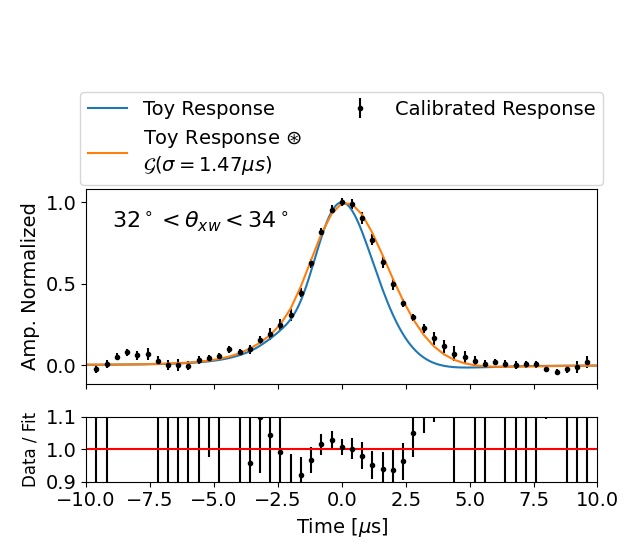 Toy Response
Calibrated Response
Toy Response ⊛
𝒢(σ = 1.47μs)
1.0
32° < θxw < 34°
0.5
0.0
Amp. Normalized
1.1
1.0
0.9
Data / Fit
−10.0 −7.5 −5.0 −2.5 0.0 2.5 5.0 7.5 10.0
Time [μs]